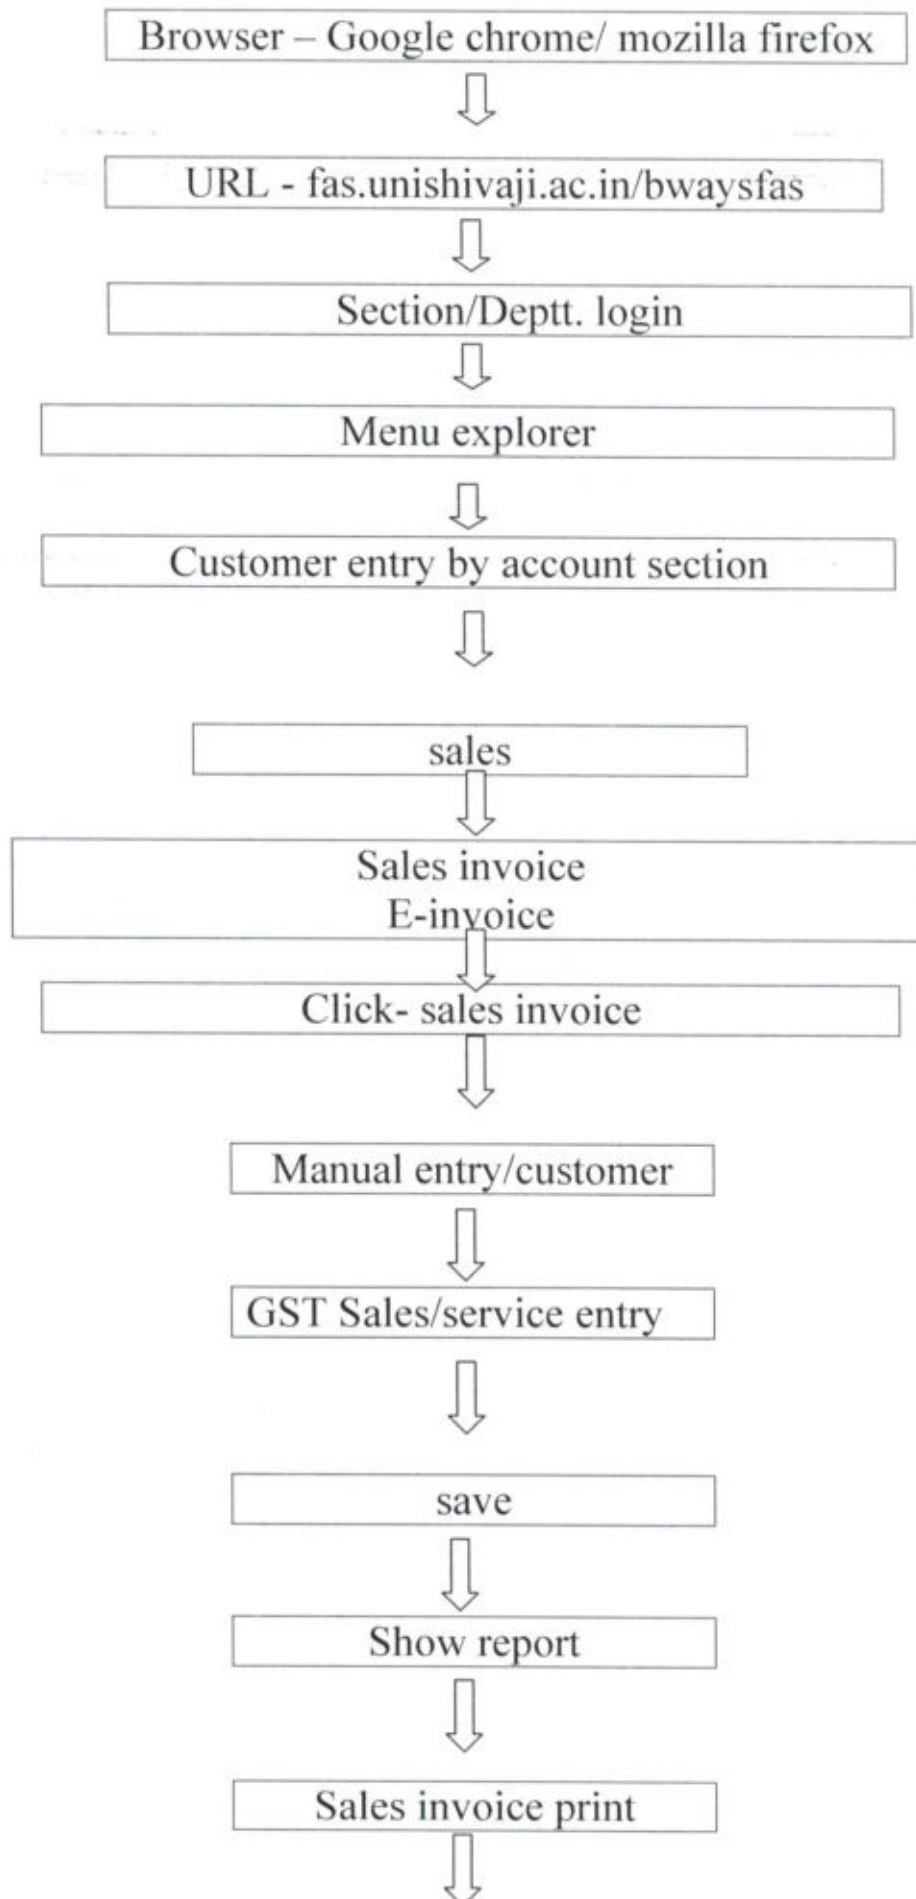 Browser – Google chrome/ mozilla firefox
URL - fas.unishivaji.ac.in/bwaysfas
Section/Deptt. login
Menu explorer
Customer entry by account section
sales
Sales invoice
E-invoice
Click- sales invoice
Manual entry/customer
GST Sales/service entry
save
Show report
Sales invoice print